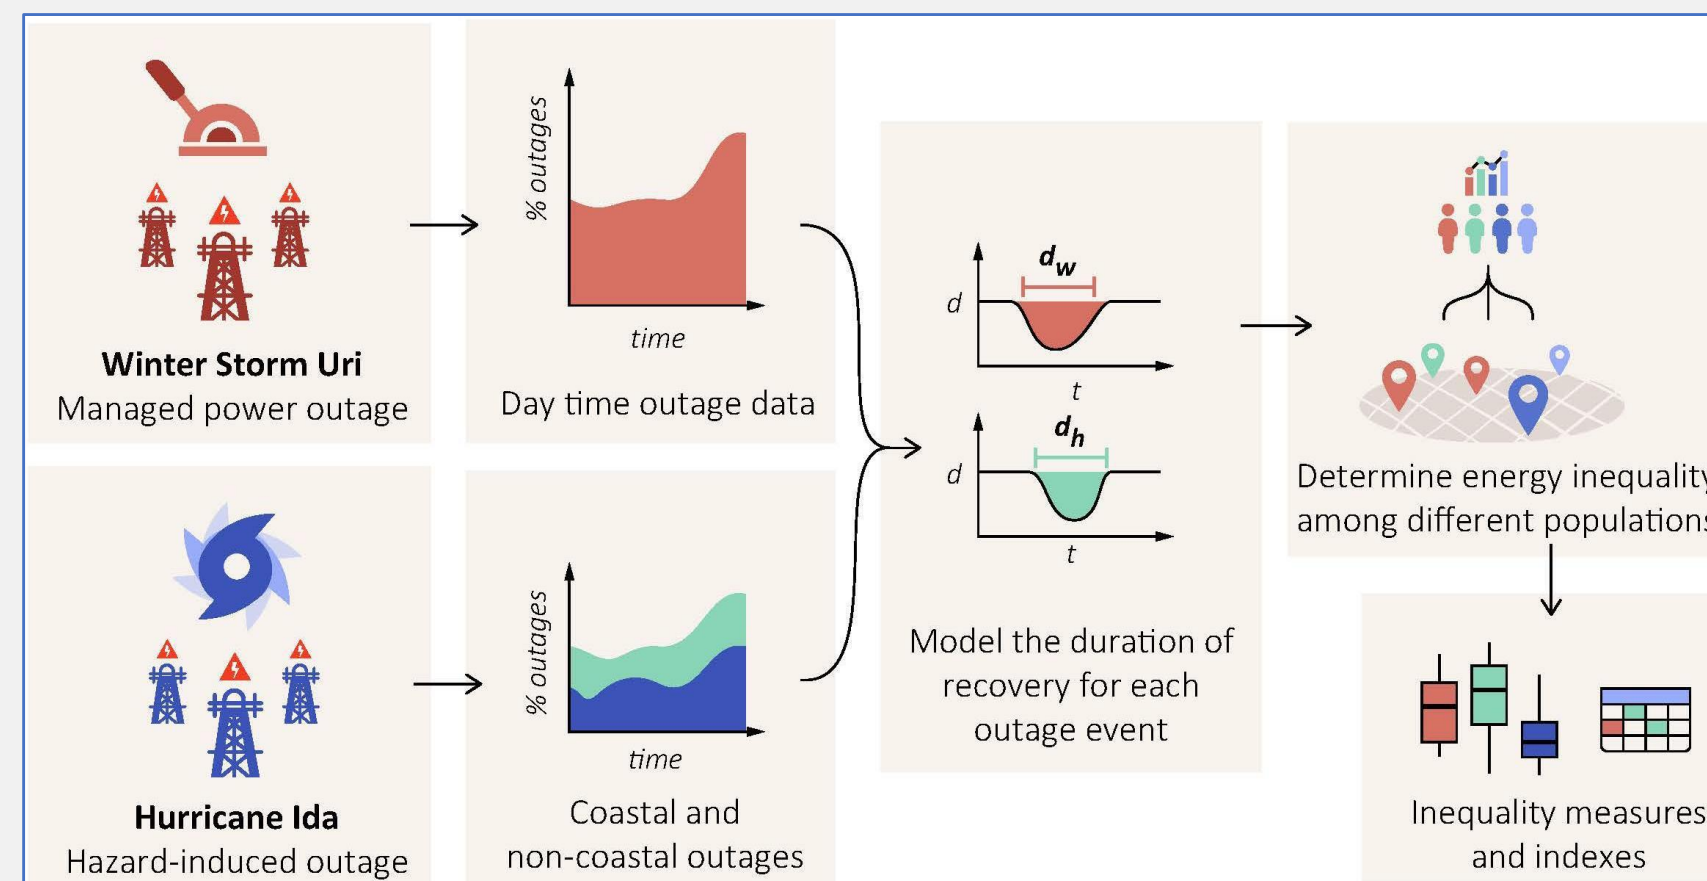 % outages
time
Winter Storm Uri
Managed power outage
Day time outage data
Hurricane Ida
Hazard-induced outage
% outages
time
Coastal and
non-coastal outages
d
d_w
t
d
d_h
t
Model the duration of
recovery for each
outage event
Determine energy inequality
among different populations
Inequality measures
and indexes